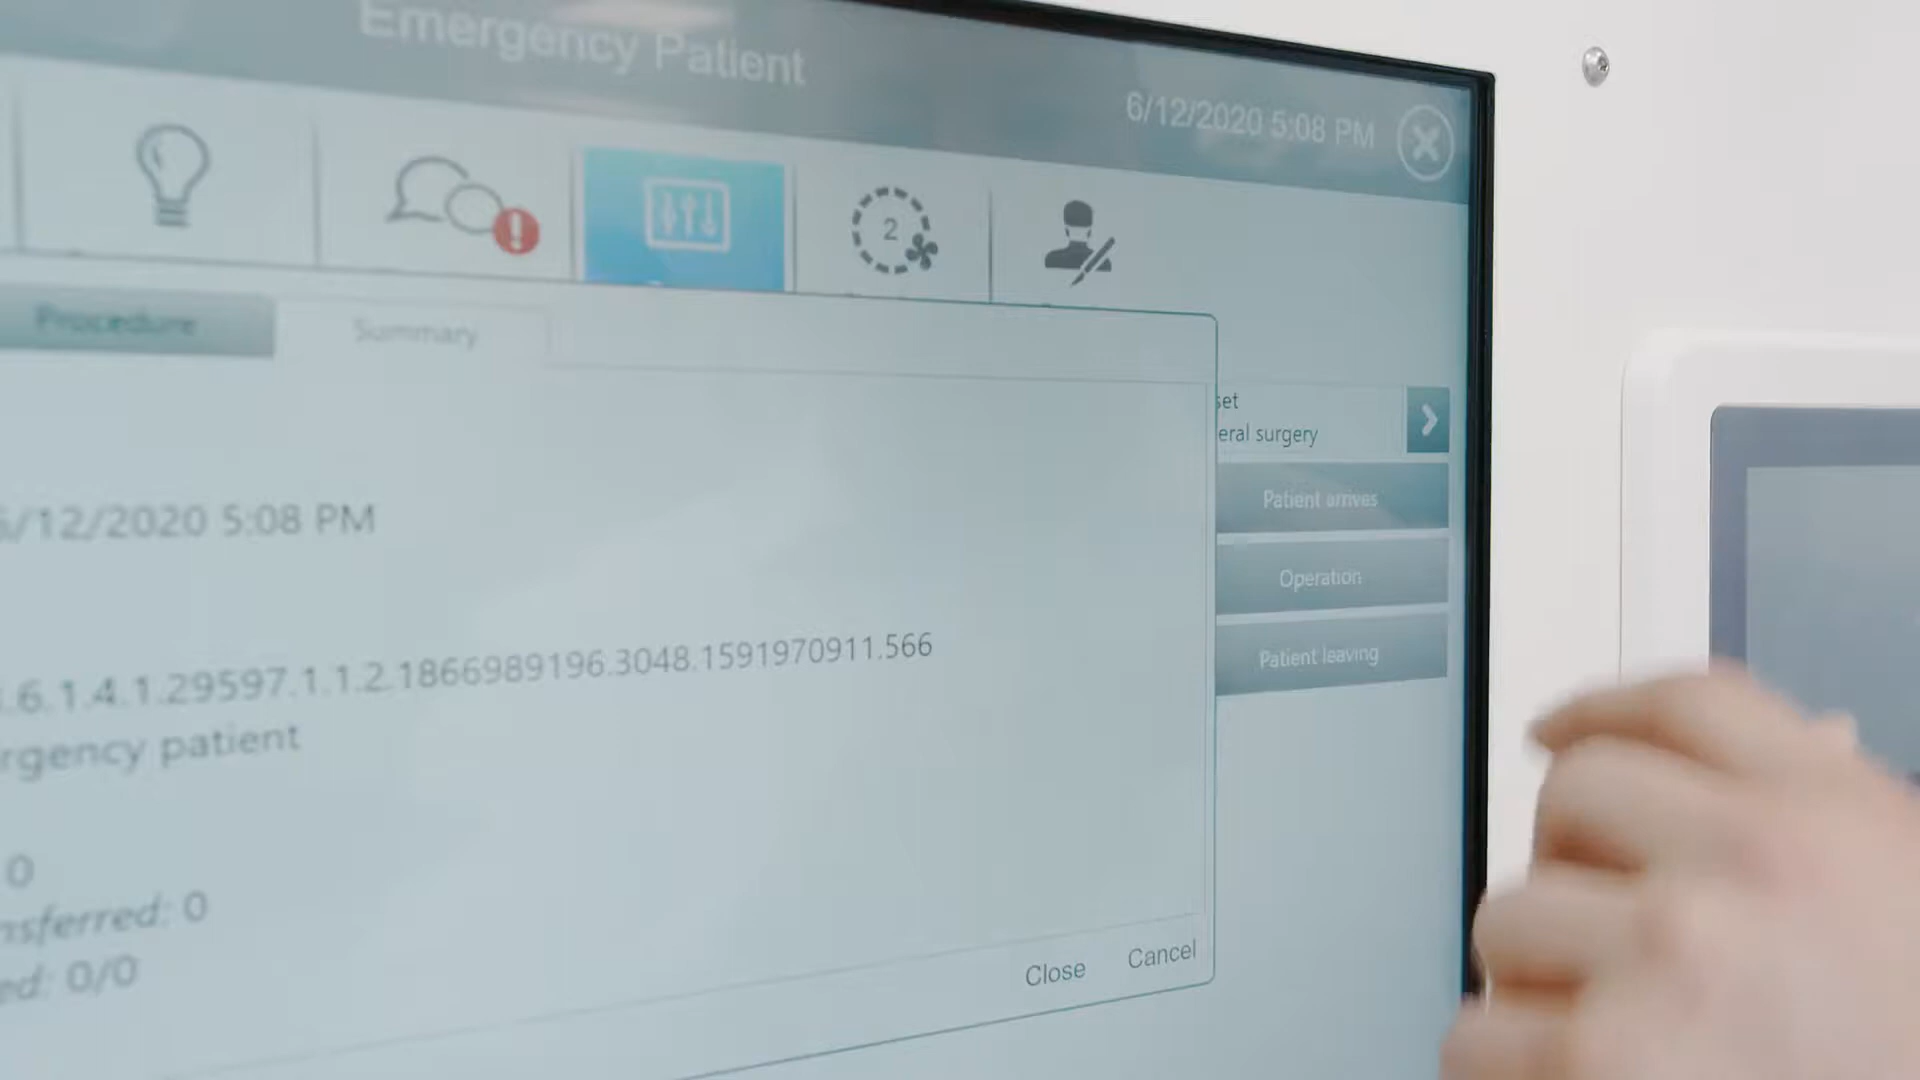 Emergency Patient
6/12/2020 5:08 PM
2
Procedure
Summary
set
eral surgery
Patient arrives
Operation
Patient leaving
6/12/2020 5:08 PM
.6.1.4.1.29597.1.1.2.1866989196.3048.1591970911.566
rgency patient
0
nsferred: 0
ed: 0/0
Close
Cancel